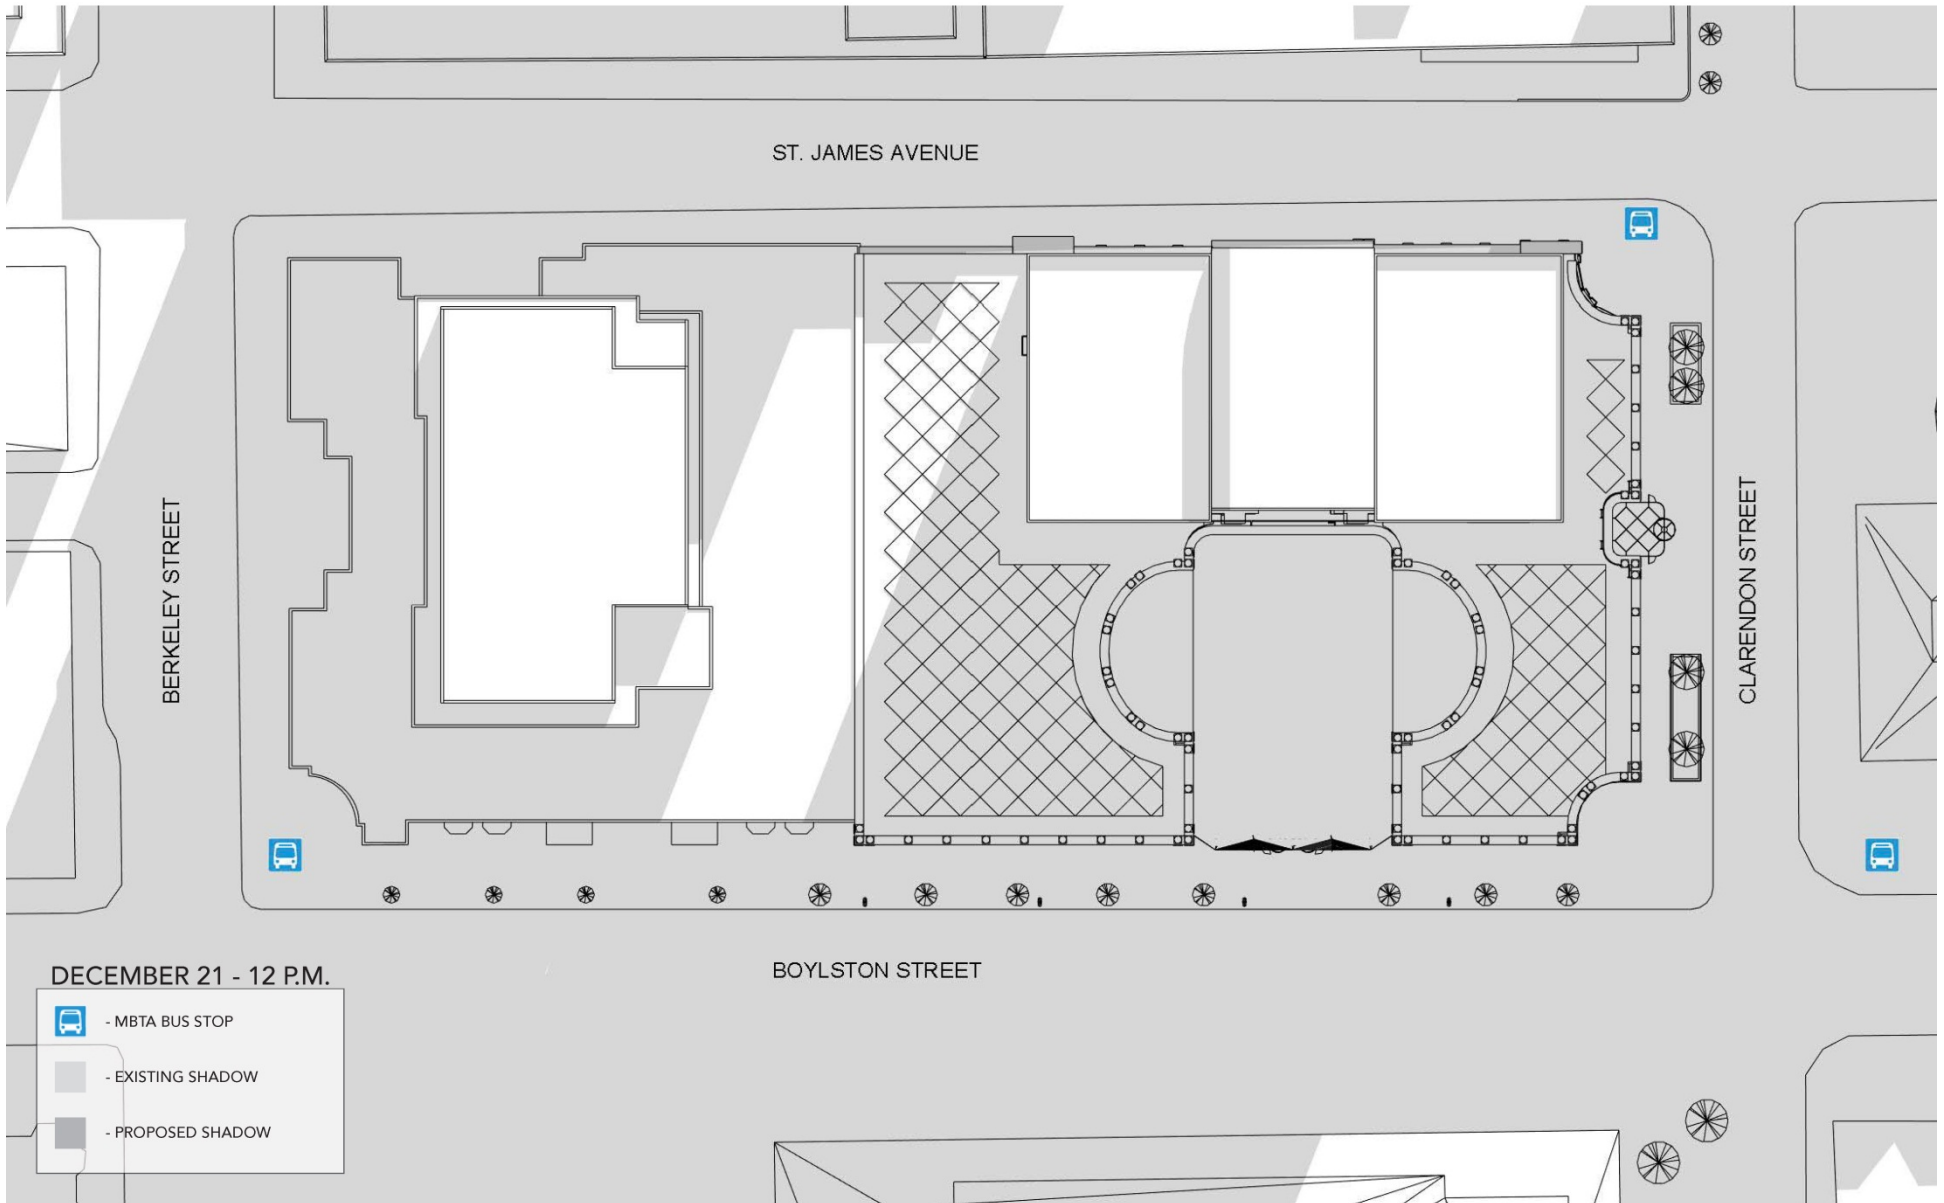 ST. JAMES AVENUE
BERKELEY STREET
CLARENDON STREET
BOYLSTON STREET
DECEMBER 21 - 12 P.M.
- MBTA BUS STOP
- EXISTING SHADOW
- PROPOSED SHADOW